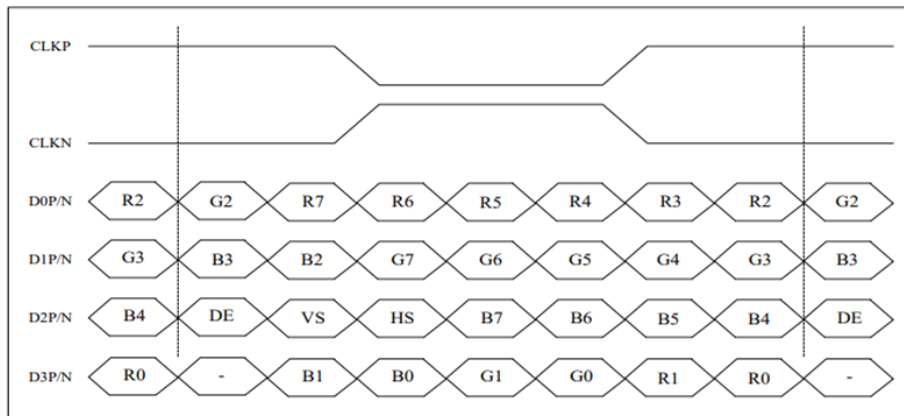 CLKP
CLKN
D0P/N R2 G2 R7 R6 R5 R4 R3 R2 G2
D1P/N G3 B3 B2 G7 G6 G5 G4 G3 B3
D2P/N B4 DE VS HS B7 B6 B5 B4 DE
D3P/N R0 - B1 B0 G1 G0 R1 R0 -